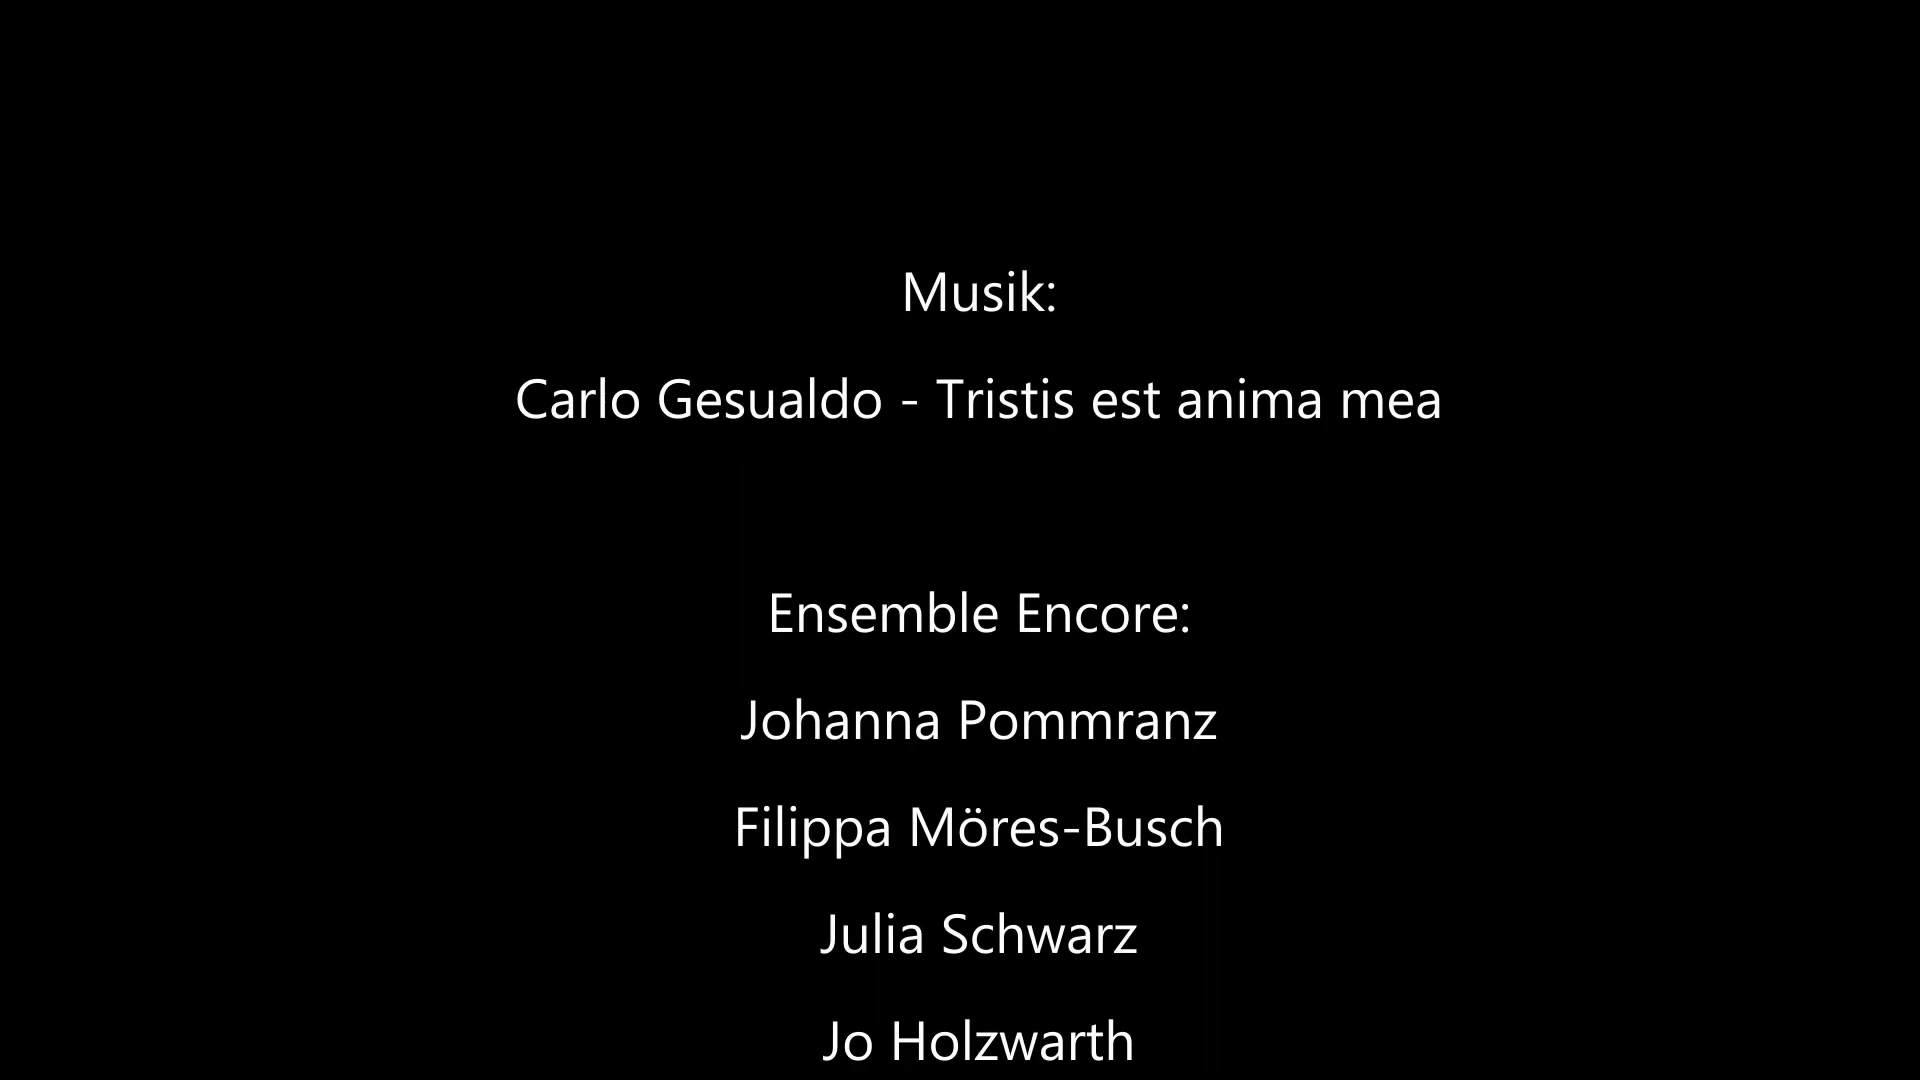 Musik:
Carlo Gesualdo - Tristis est anima mea
Ensemble Encore:
Johanna Pommranz
Filippa Möres-Busch
Julia Schwarz
Jo Holzwarth